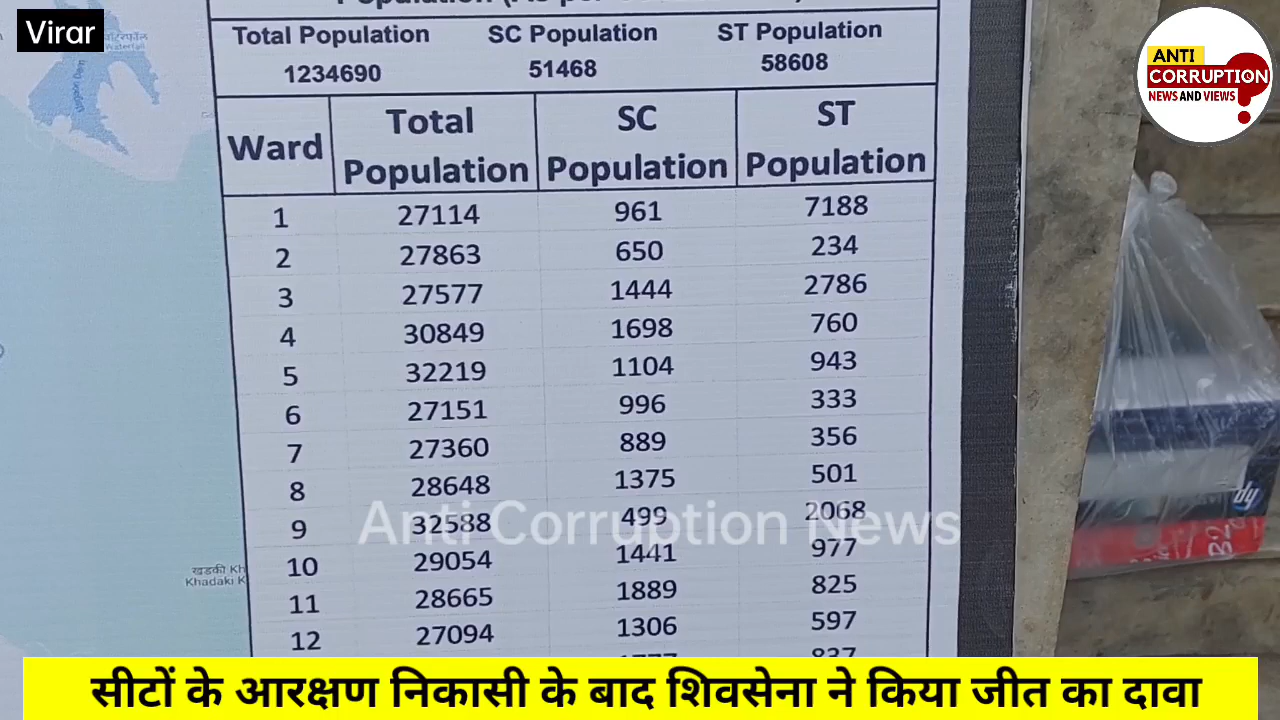 Virar
Total Population SC Population ST Population
1234690 51468 58608
Ward Total Population SC Population ST Population
1 27114 961 7188
2 27863 650 234
3 27577 1444 2786
4 30849 1698 760
5 32219 1104 943
6 27151 996 333
7 27360 889 356
8 28648 1375 501
9 32588 499 2068
10 29054 1441 977
11 28665 1889 825
12 27094 1306 597
Anti Corruption News
खडकी Kh
Khadaki K
ANTI
CORRUPTION
NEWS AND VIEWS
सीटों के आरक्षण निकासी के बाद शिवसेना ने किया जीत का दावा